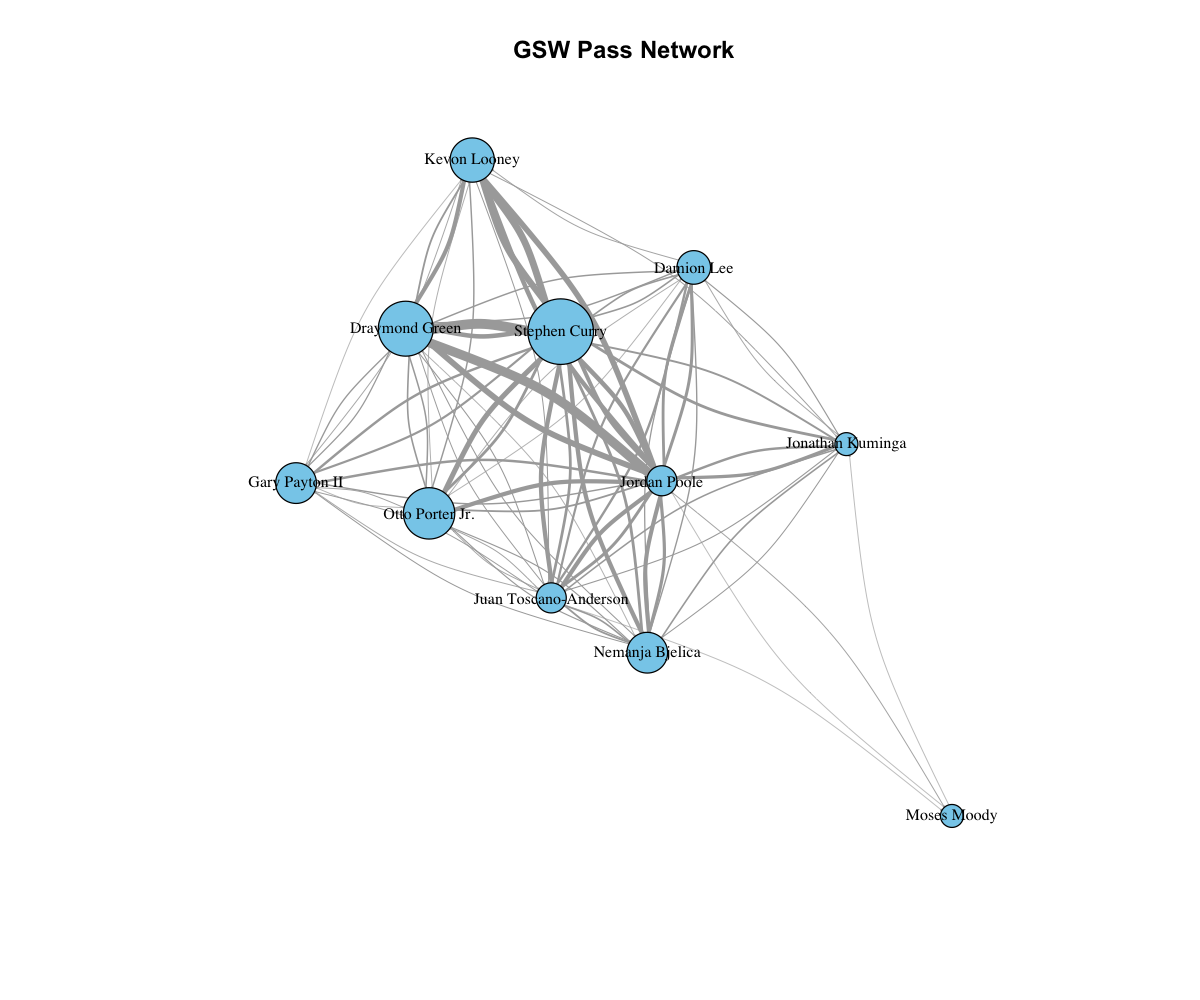 GSW Pass Network
Kevon Looney
Damion Lee
Draymond Green
Stephen Curry
Jonathan Kuminga
Gary Payton II
Jordan Poole
Otto Porter Jr.
Juan Toscano-Anderson
Nemanja Bjelica
Moses Moody